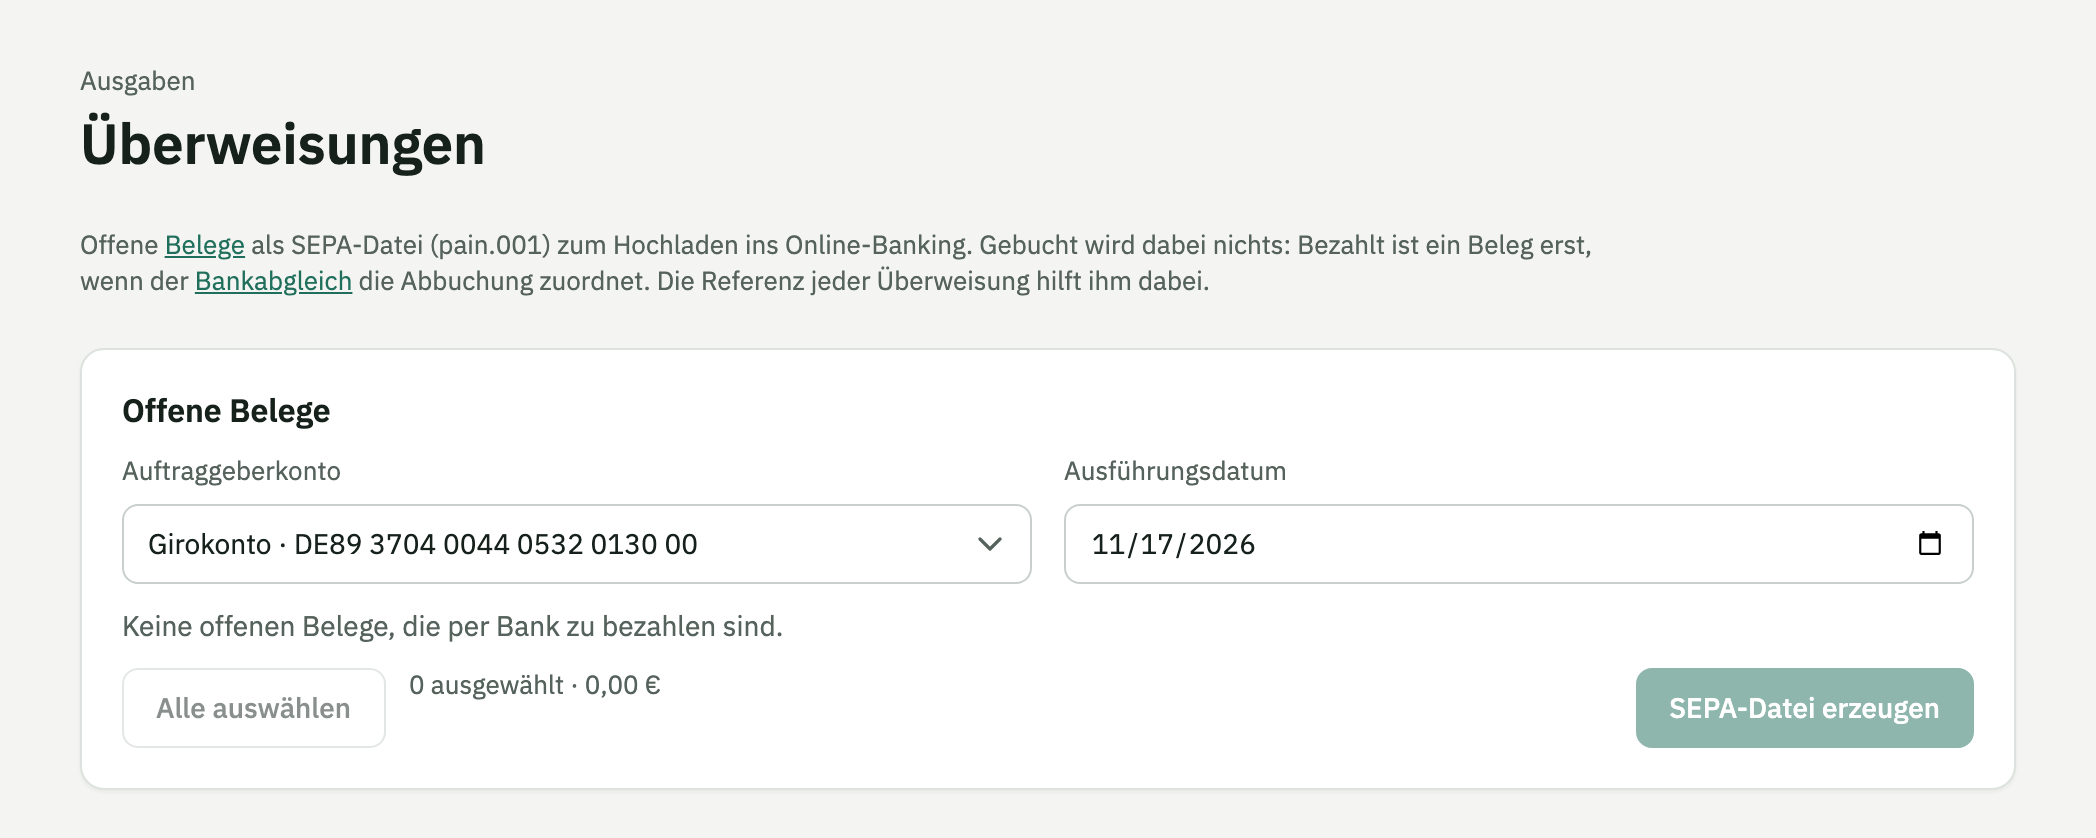 Ausgaben
Überweisungen
Offene Belege als SEPA-Datei (pain.001) zum Hochladen ins Online-Banking. Gebucht wird dabei nichts: Bezahlt ist ein Beleg erst,
wenn der Bankabgleich die Abbuchung zuordnet. Die Referenz jeder Überweisung hilft ihm dabei.
Offene Belege
Auftraggeberkonto
Girokonto · DE89 3704 0044 0532 0130 00
Ausführungsdatum
11/17/2026
Keine offenen Belege, die per Bank zu bezahlen sind.
Alle auswählen
0 ausgewählt · 0,00 €
SEPA-Datei erzeugen